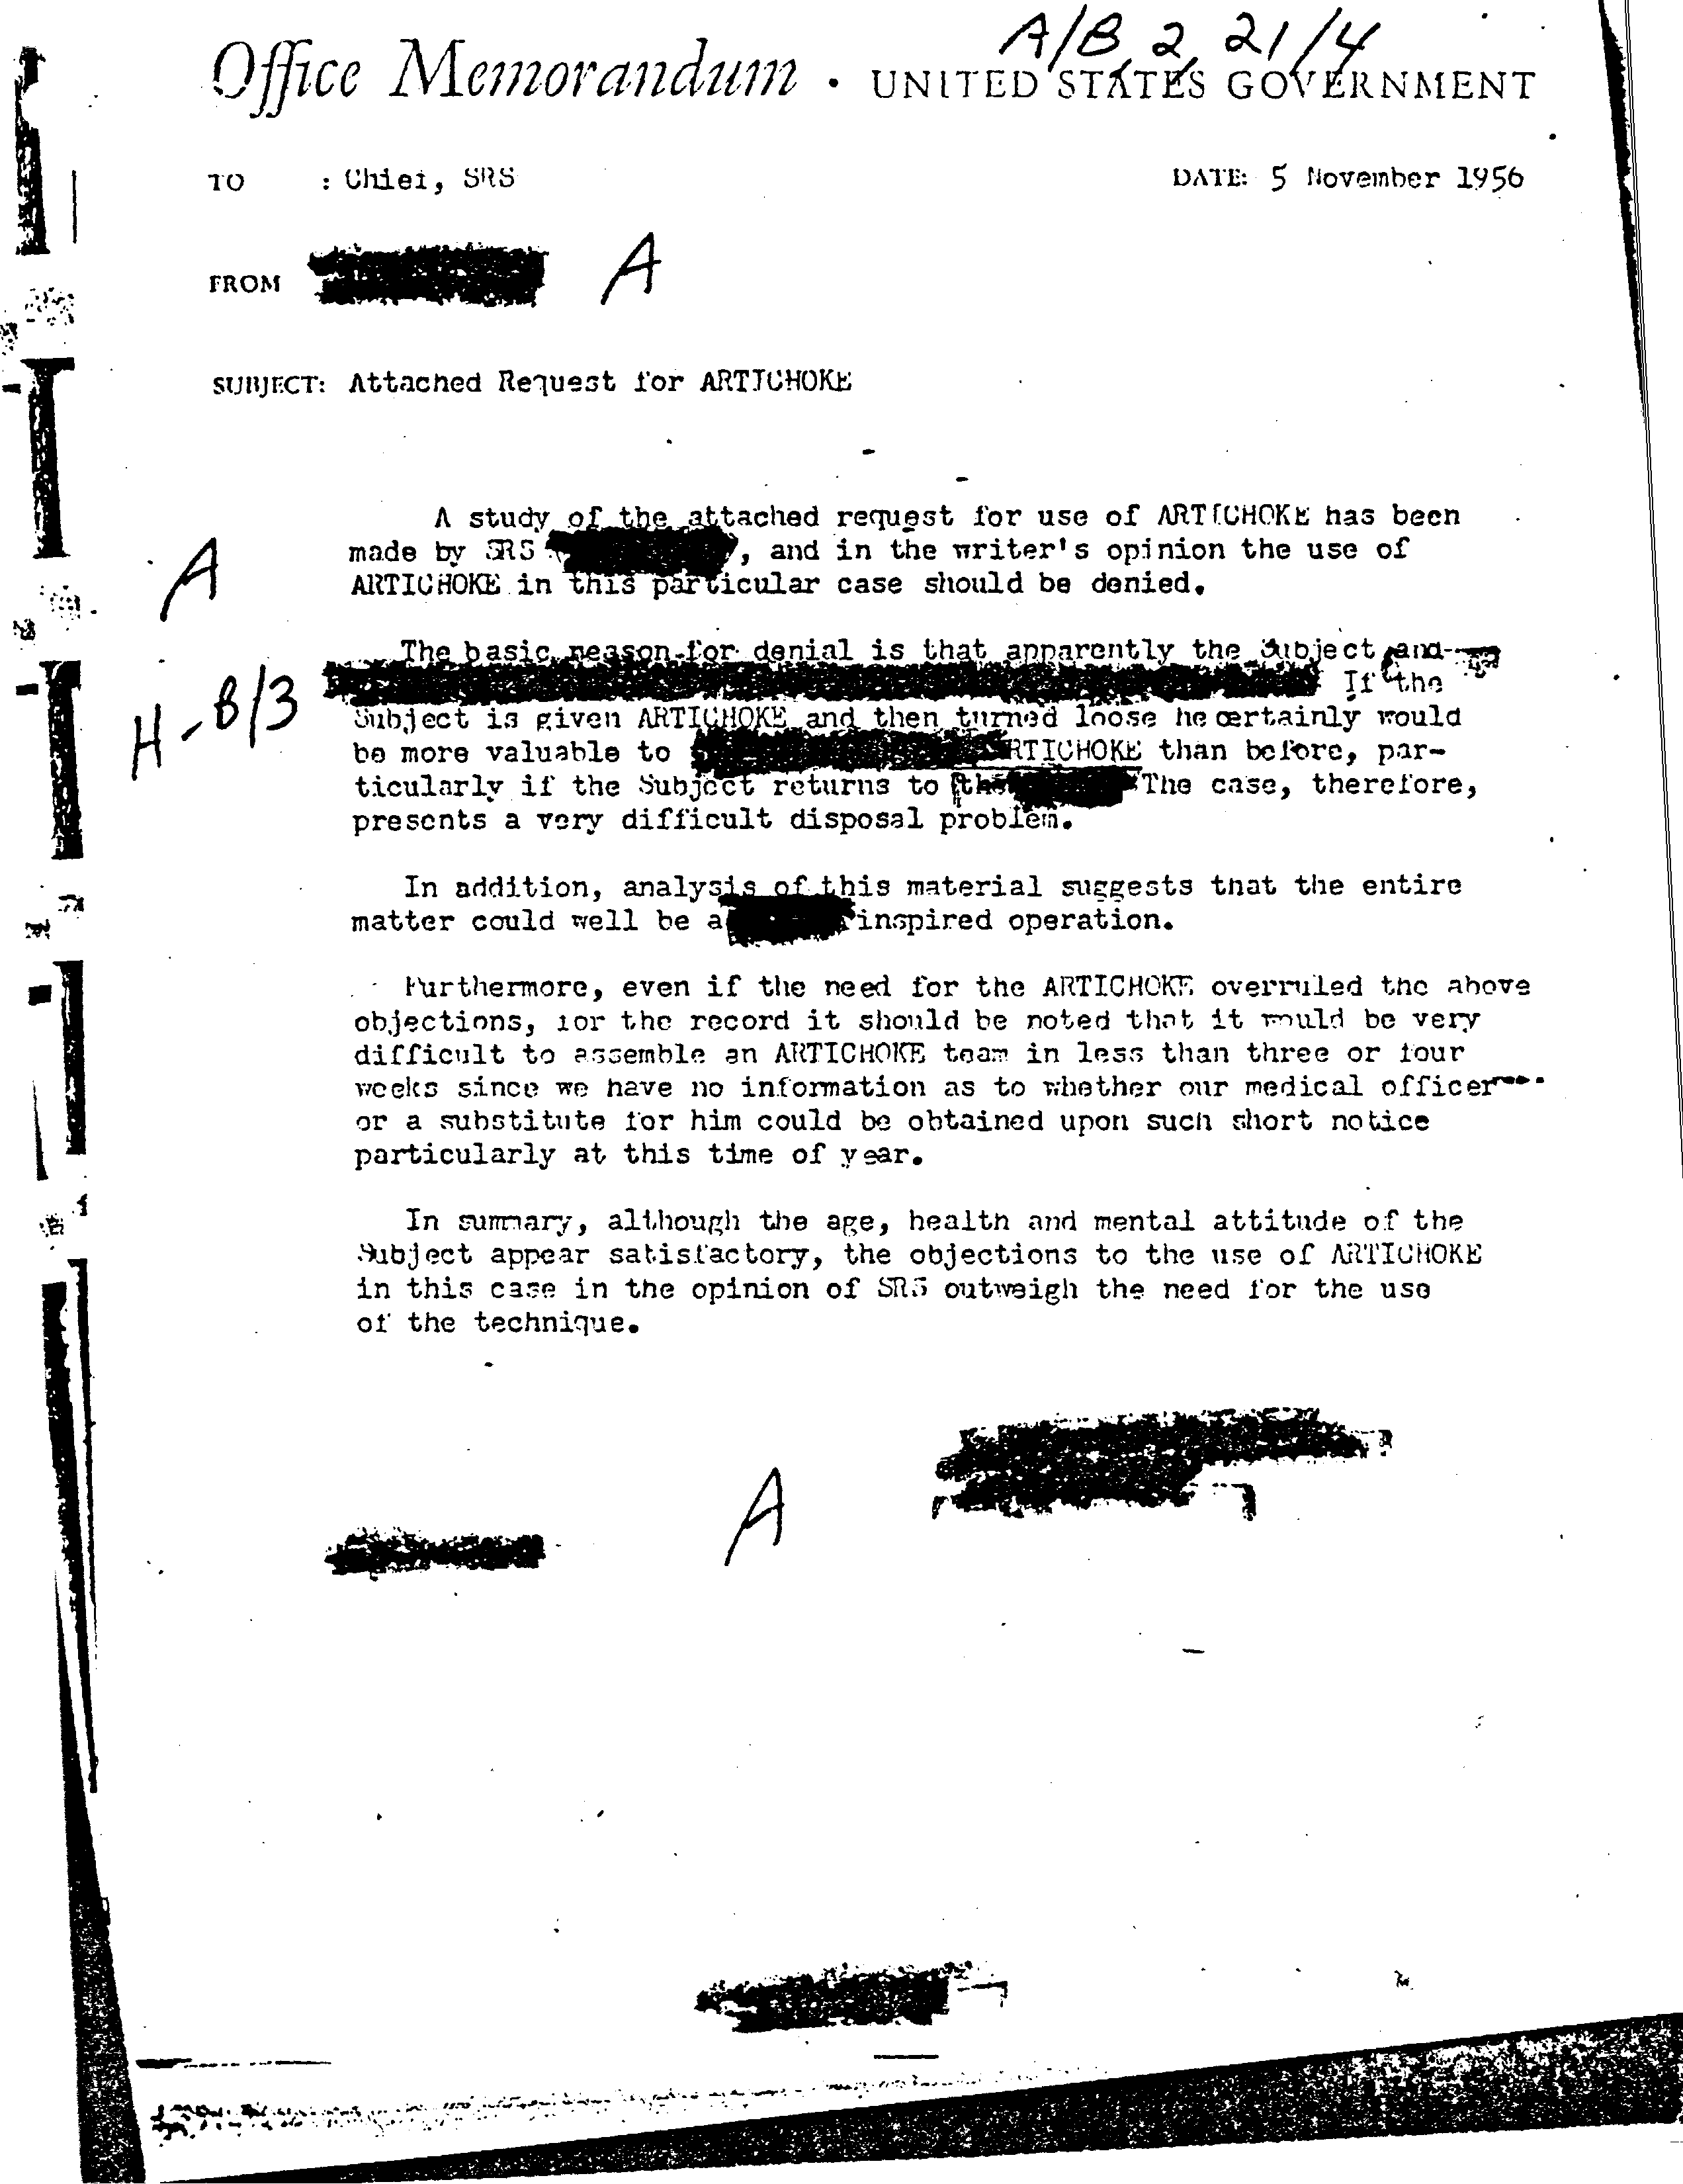 A/B, 2, 21/4
Office Memorandum · UNITED STATES GOVERNMENT
TO : Chief, SRS DATE: 5 November 1956
FROM A
SUBJECT: Attached Request for ARTICHOKE
A study of the attached request for use of ARTICHOKE has been
made by SRS , and in the writer's opinion the use of
ARTICHOKE in this particular case should be denied.
A
The basic reason for denial is that apparently the Subject and
If the
H-B/3
Subject is given ARTICHOKE and then turned loose he certainly would
be more valuable to ARTICHOKE than before, par-
ticularly if the Subject returns to the The case, therefore,
presents a very difficult disposal problem.
In addition, analysis of this material suggests that the entire
matter could well be a inspired operation.
Furthermore, even if the need for the ARTICHOKE overruled the above
objections, for the record it should be noted that it would be very
difficult to assemble an ARTICHOKE team in less than three or four
weeks since we have no information as to whether our medical officer
or a substitute for him could be obtained upon such short notice
particularly at this time of year.
In summary, although the age, health and mental attitude of the
Subject appear satisfactory, the objections to the use of ARTICHOKE
in this case in the opinion of SRS outweigh the need for the use
of the technique.
A